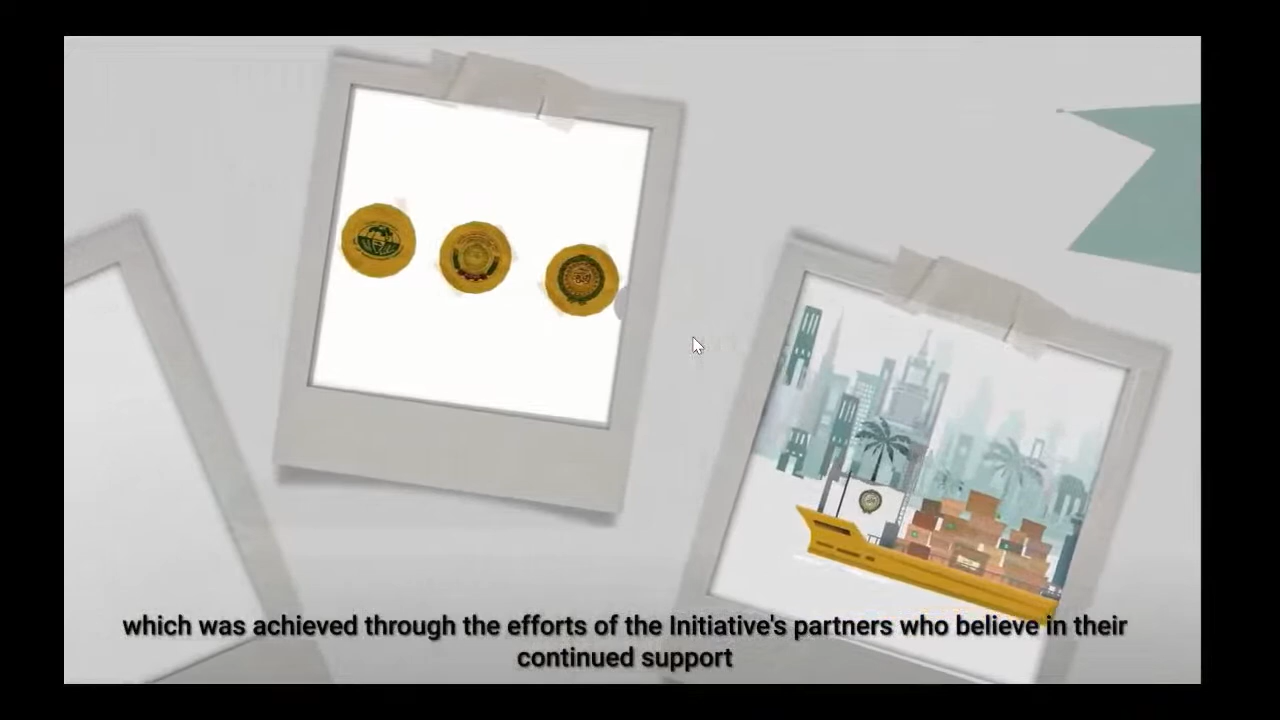 which was achieved through the efforts of the Initiative's partners who believe in their
continued support